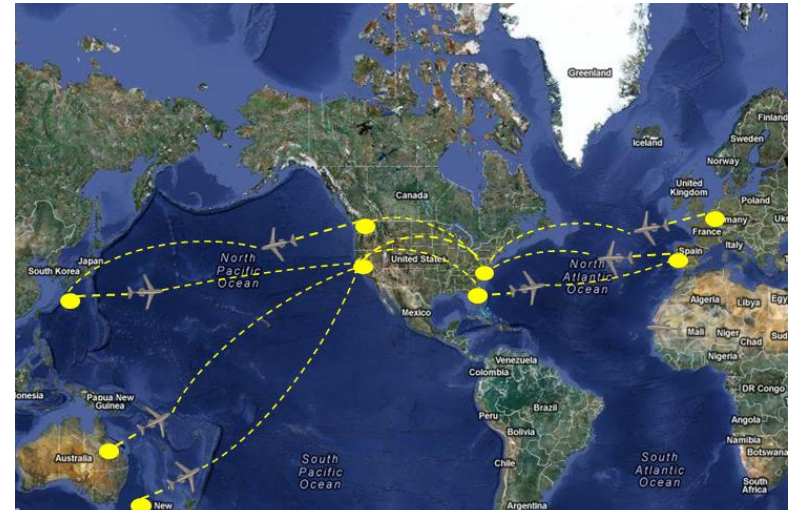 Greenland
Finland
Iceland
Sweden
Norway
Canada
United
Kingdom
Poland
many
Ukr
France
Italy
Spain
North
Pacific
Ocean
United States
North
Atlantic
Ocean
Japan
South Korea
Mexico
Algeria
Libya
Egy
Mali
Niger
Chad
Sud
Nigeria
Venezuela
Colombia
onesia
Papua New
Guinea
DR Congo
Peru
Brazil
Angola
Bolivia
Namibia
Botswana
Australia
South
Pacific
Ocean
Chile
South
Atlantic
Ocean
South
Africa
New
Argentina